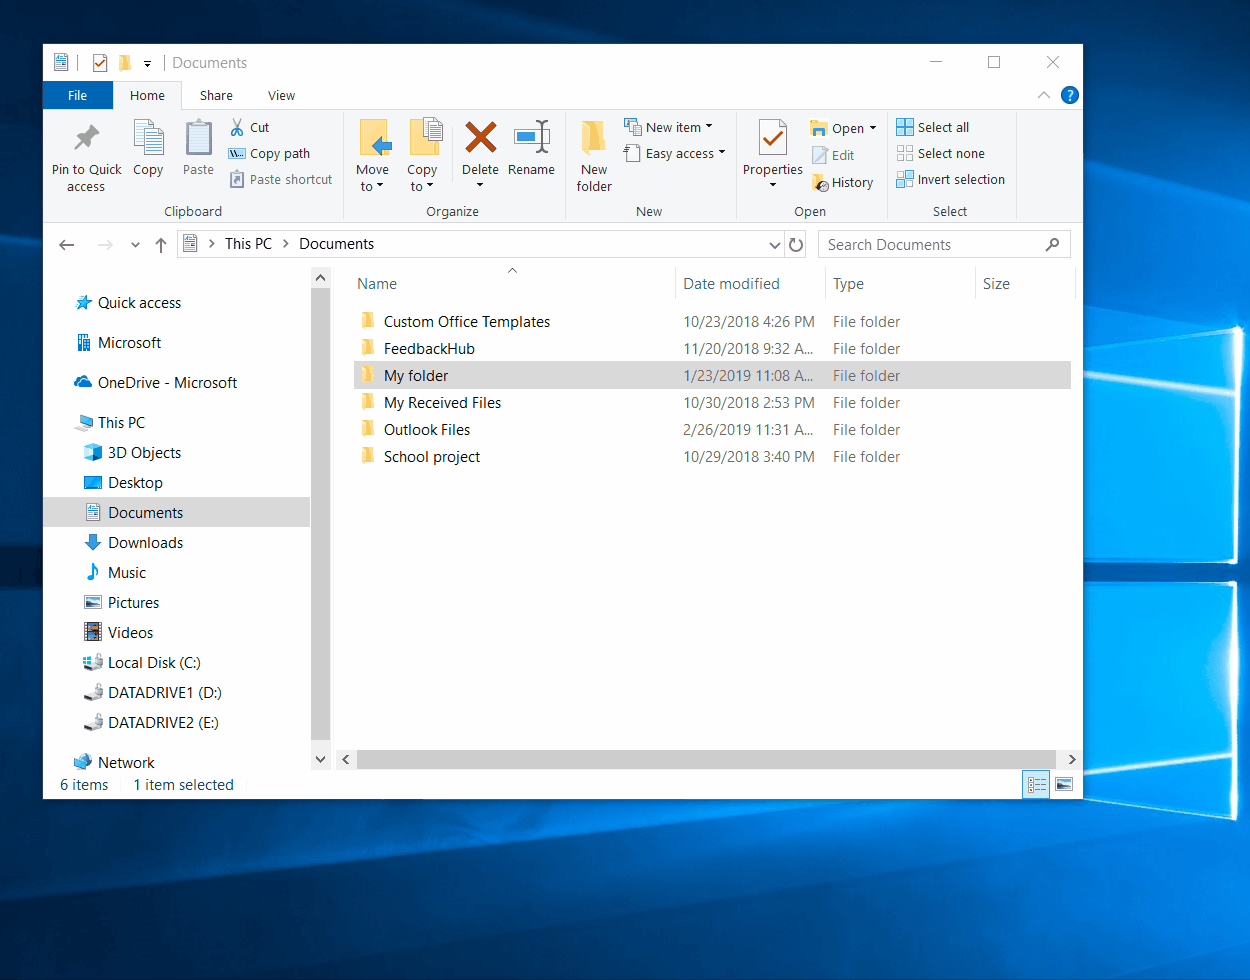 Documents
File Home Share View
Pin to Quick access
Copy
Paste
Cut
Copy path
Paste shortcut
Clipboard
Move to
Copy to
Delete
Rename
Organize
New folder
New item
Easy access
New
Properties
Open
Edit
History
Open
Select all
Select none
Invert selection
Select
This PC > Documents
Search Documents
Quick access
Microsoft
OneDrive - Microsoft
This PC
3D Objects
Desktop
Documents
Downloads
Music
Pictures
Videos
Local Disk (C:)
DATADRIVE1 (D:)
DATADRIVE2 (E:)
Network
Name Date modified Type Size
Custom Office Templates 10/23/2018 4:26 PM File folder
FeedbackHub 11/20/2018 9:32 A... File folder
My folder 1/23/2019 11:08 A... File folder
My Received Files 10/30/2018 2:53 PM File folder
Outlook Files 2/26/2019 11:31 A... File folder
School project 10/29/2018 3:40 PM File folder
6 items 1 item selected